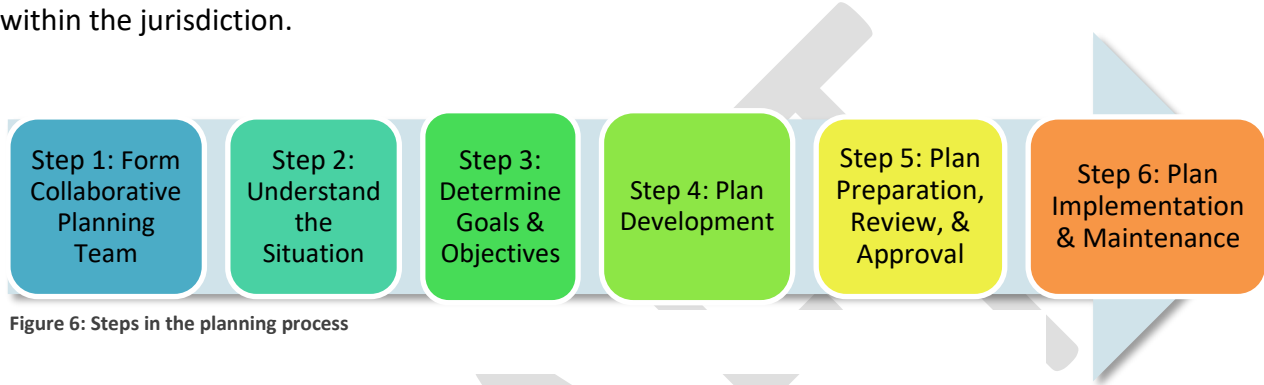 within the jurisdiction.
Step 1: Form
Collaborative
Planning
Team
Step 2:
Understand
the
Situation
Step 3:
Determine
Goals &
Objectives
Step 4: Plan
Development
Step 5: Plan
Preparation,
Review, &
Approval
Step 6: Plan
Implementation
& Maintenance
Figure 6: Steps in the planning process